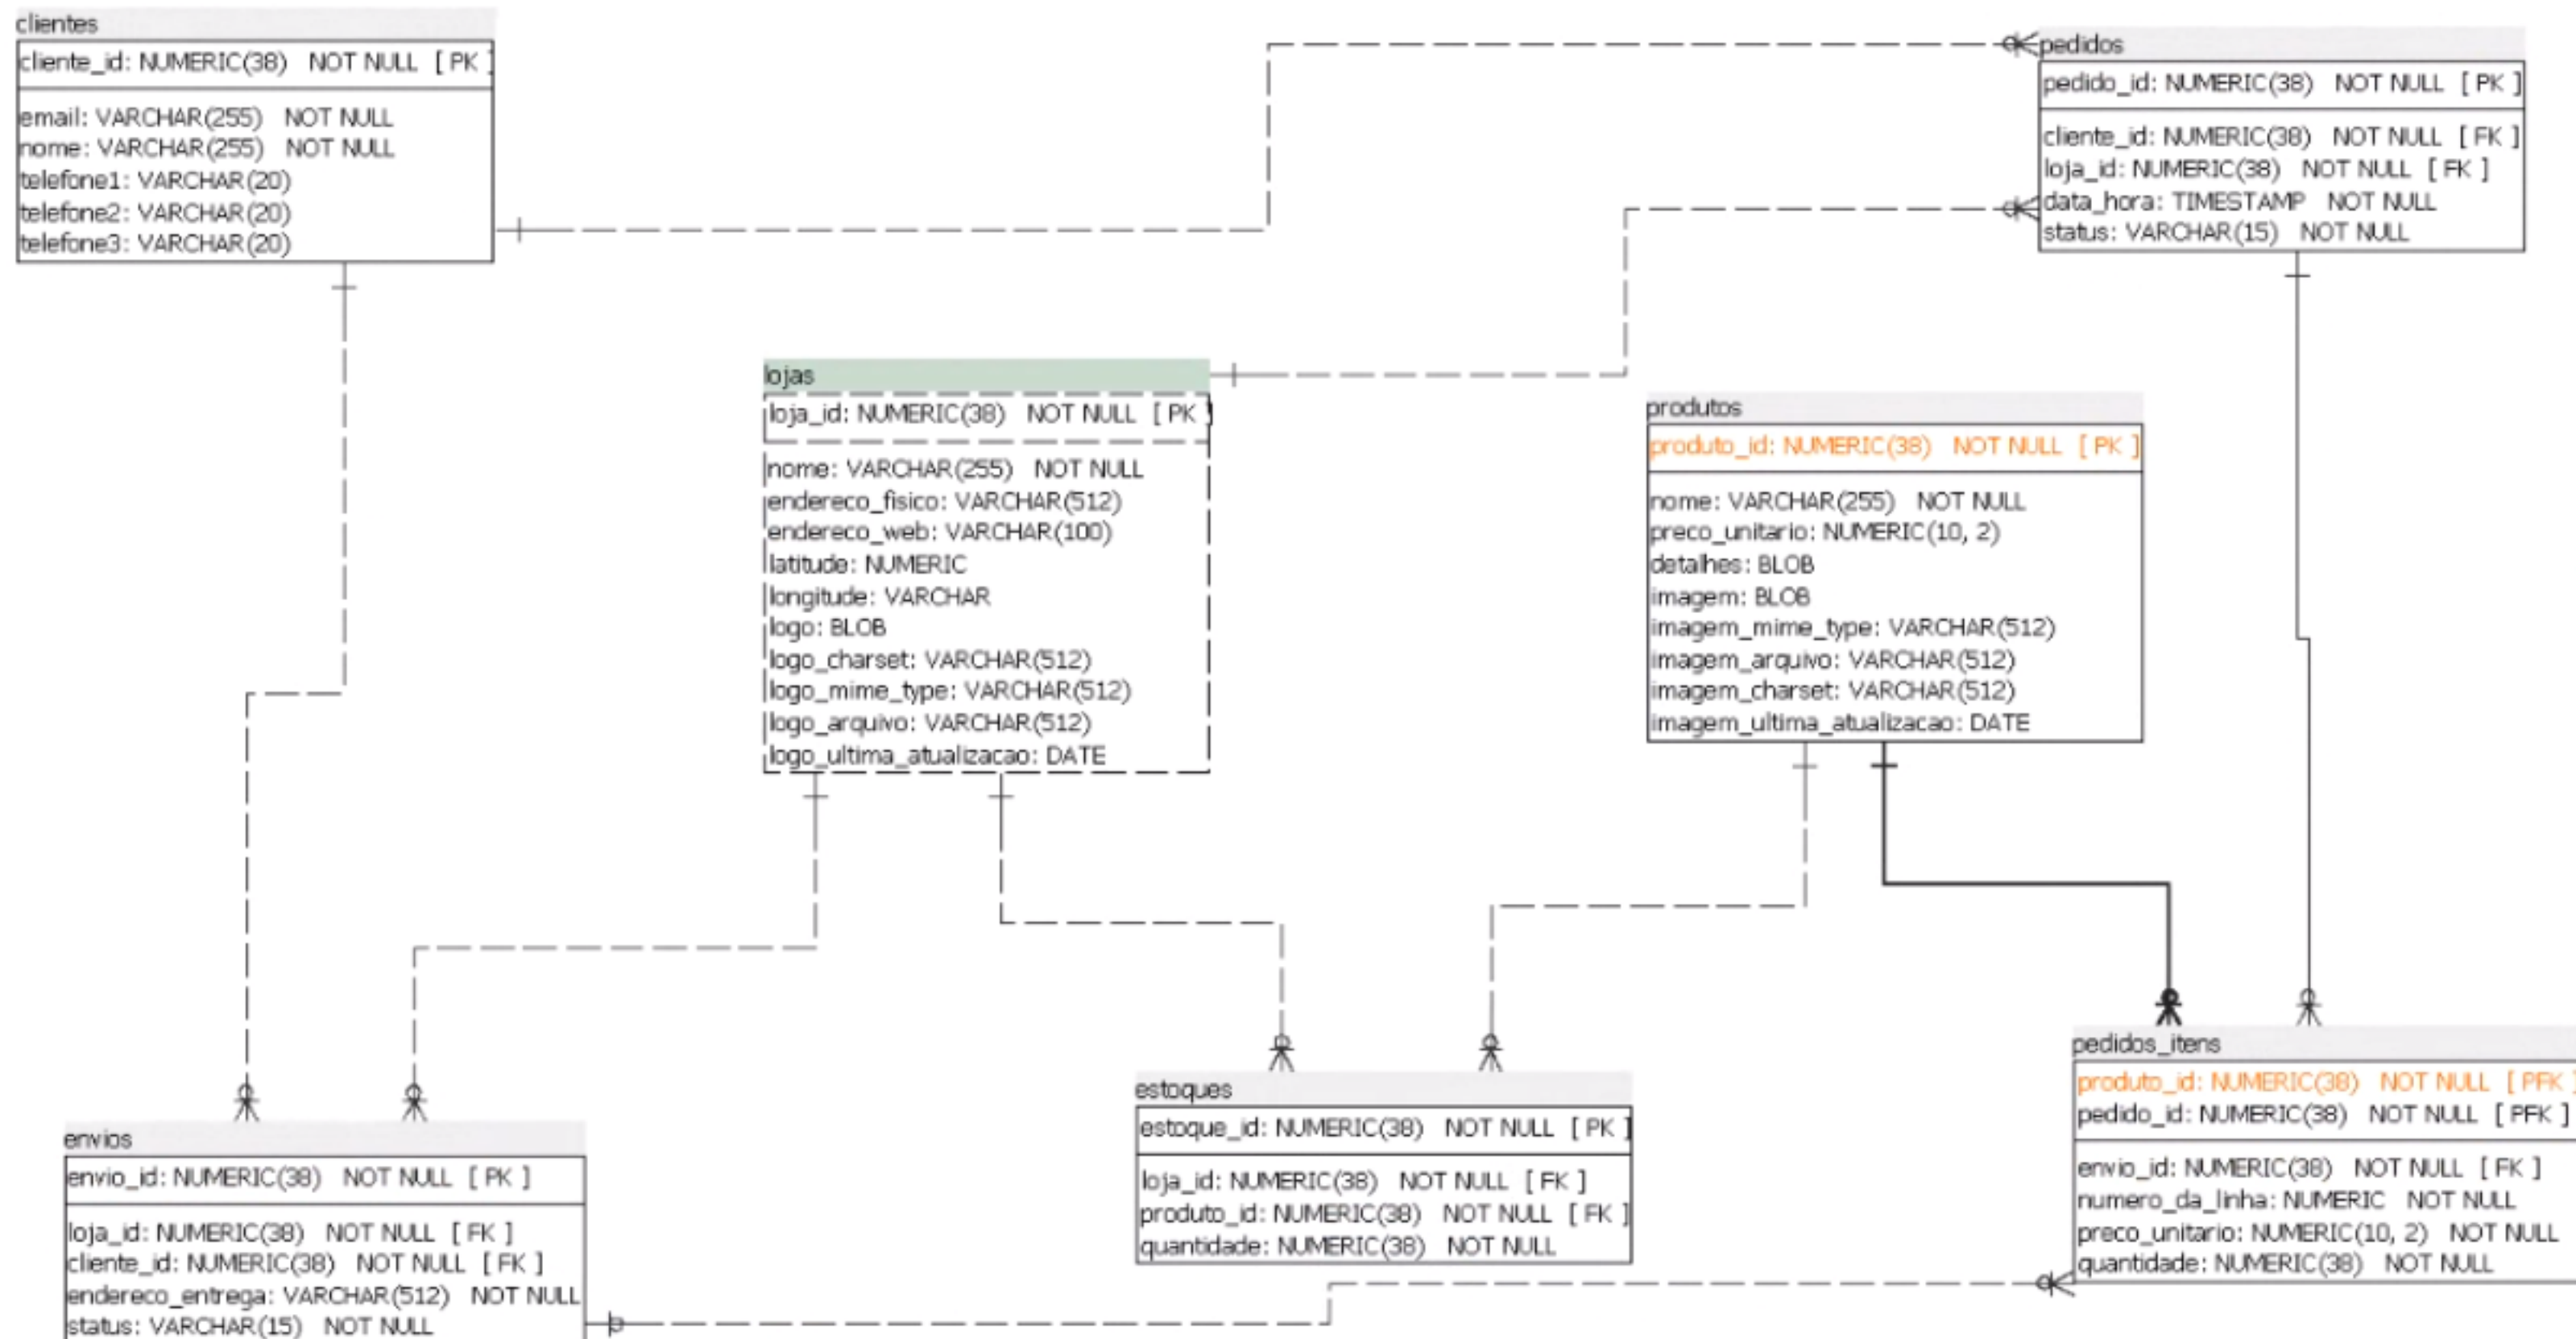 clientes
cliente_id: NUMERIC(38) NOT NULL [ PK ]
email: VARCHAR(255) NOT NULL
nome: VARCHAR(255) NOT NULL
telefone1: VARCHAR(20)
telefone2: VARCHAR(20)
telefone3: VARCHAR(20)
pedidos
pedido_id: NUMERIC(38) NOT NULL [ PK ]
cliente_id: NUMERIC(38) NOT NULL [ FK ]
loja_id: NUMERIC(38) NOT NULL [ FK ]
data_hora: TIMESTAMP NOT NULL
status: VARCHAR(15) NOT NULL
lojas
loja_id: NUMERIC(38) NOT NULL [ PK ]
nome: VARCHAR(255) NOT NULL
endereco_fisico: VARCHAR(512)
endereco_web: VARCHAR(100)
latitude: NUMERIC
longitude: VARCHAR
logo: BLOB
logo_charset: VARCHAR(512)
logo_mime_type: VARCHAR(512)
logo_arquivo: VARCHAR(512)
logo_ultima_atualizacao: DATE
produtos
produto_id: NUMERIC(38) NOT NULL [ PK ]
nome: VARCHAR(255) NOT NULL
preco_unitario: NUMERIC(10, 2)
detalhes: BLOB
imagem: BLOB
imagem_mime_type: VARCHAR(512)
imagem_arquivo: VARCHAR(512)
imagem_charset: VARCHAR(512)
imagem_ultima_atualizacao: DATE
envios
envio_id: NUMERIC(38) NOT NULL [ PK ]
loja_id: NUMERIC(38) NOT NULL [ FK ]
cliente_id: NUMERIC(38) NOT NULL [ FK ]
endereco_entrega: VARCHAR(512) NOT NULL
status: VARCHAR(15) NOT NULL
estoques
estoque_id: NUMERIC(38) NOT NULL [ PK ]
loja_id: NUMERIC(38) NOT NULL [ FK ]
produto_id: NUMERIC(38) NOT NULL [ FK ]
quantidade: NUMERIC(38) NOT NULL
pedidos_itens
produto_id: NUMERIC(38) NOT NULL [ PFK ]
pedido_id: NUMERIC(38) NOT NULL [ PFK ]
envio_id: NUMERIC(38) NOT NULL [ FK ]
numero_da_linha: NUMERIC NOT NULL
preco_unitario: NUMERIC(10, 2) NOT NULL
quantidade: NUMERIC(38) NOT NULL